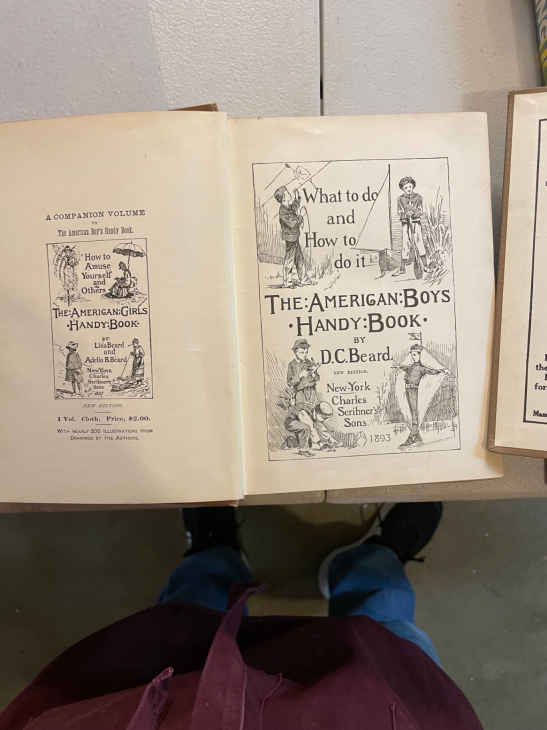 A COMPANION VOLUME
TO
The American Boy's Handy Book.
How to
Amuse
Yourself
and
Others
THE:AMERICAN:GIRLS
·HANDY:BOOK·
BY
Lina Beard
and
Adelia B. Beard
New-York
Charles
Scribner's
Sons
1887
NEW EDITION.
1 Vol. Cloth. Price, $2.00.
WITH NEARLY 500 ILLUSTRATIONS FROM
DRAWINGS BY THE AUTHORS.
What to do
and
How to
do it
THE:AMERICAN:BOYS
·HANDY:BOOK·
BY
D.C. Beard.
NEW EDITION.
New-York
Charles
Scribner's
Sons
1893
the
for